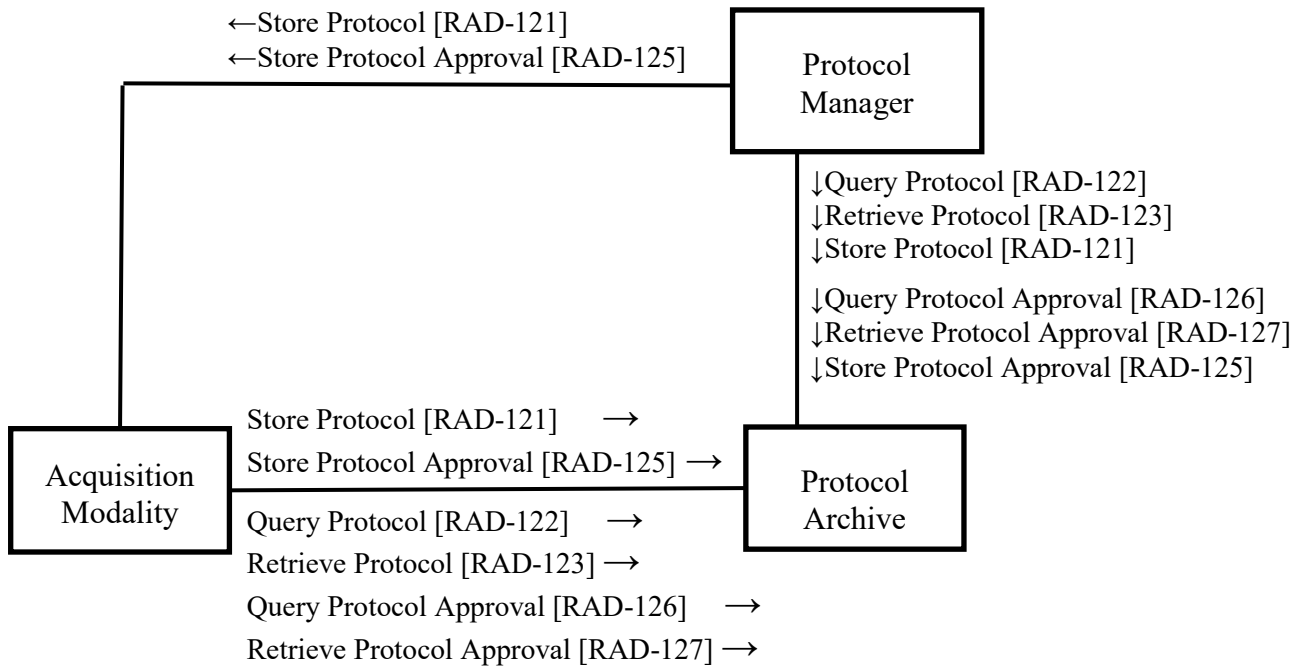 ←Store Protocol [RAD-121]
←Store Protocol Approval [RAD-125]
Protocol
Manager
↓Query Protocol [RAD-122]
↓Retrieve Protocol [RAD-123]
↓Store Protocol [RAD-121]
↓Query Protocol Approval [RAD-126]
↓Retrieve Protocol Approval [RAD-127]
↓Store Protocol Approval [RAD-125]
Store Protocol [RAD-121] →
Store Protocol Approval [RAD-125] →
Acquisition
Modality
Protocol
Archive
Query Protocol [RAD-122] →
Retrieve Protocol [RAD-123] →
Query Protocol Approval [RAD-126] →
Retrieve Protocol Approval [RAD-127] →